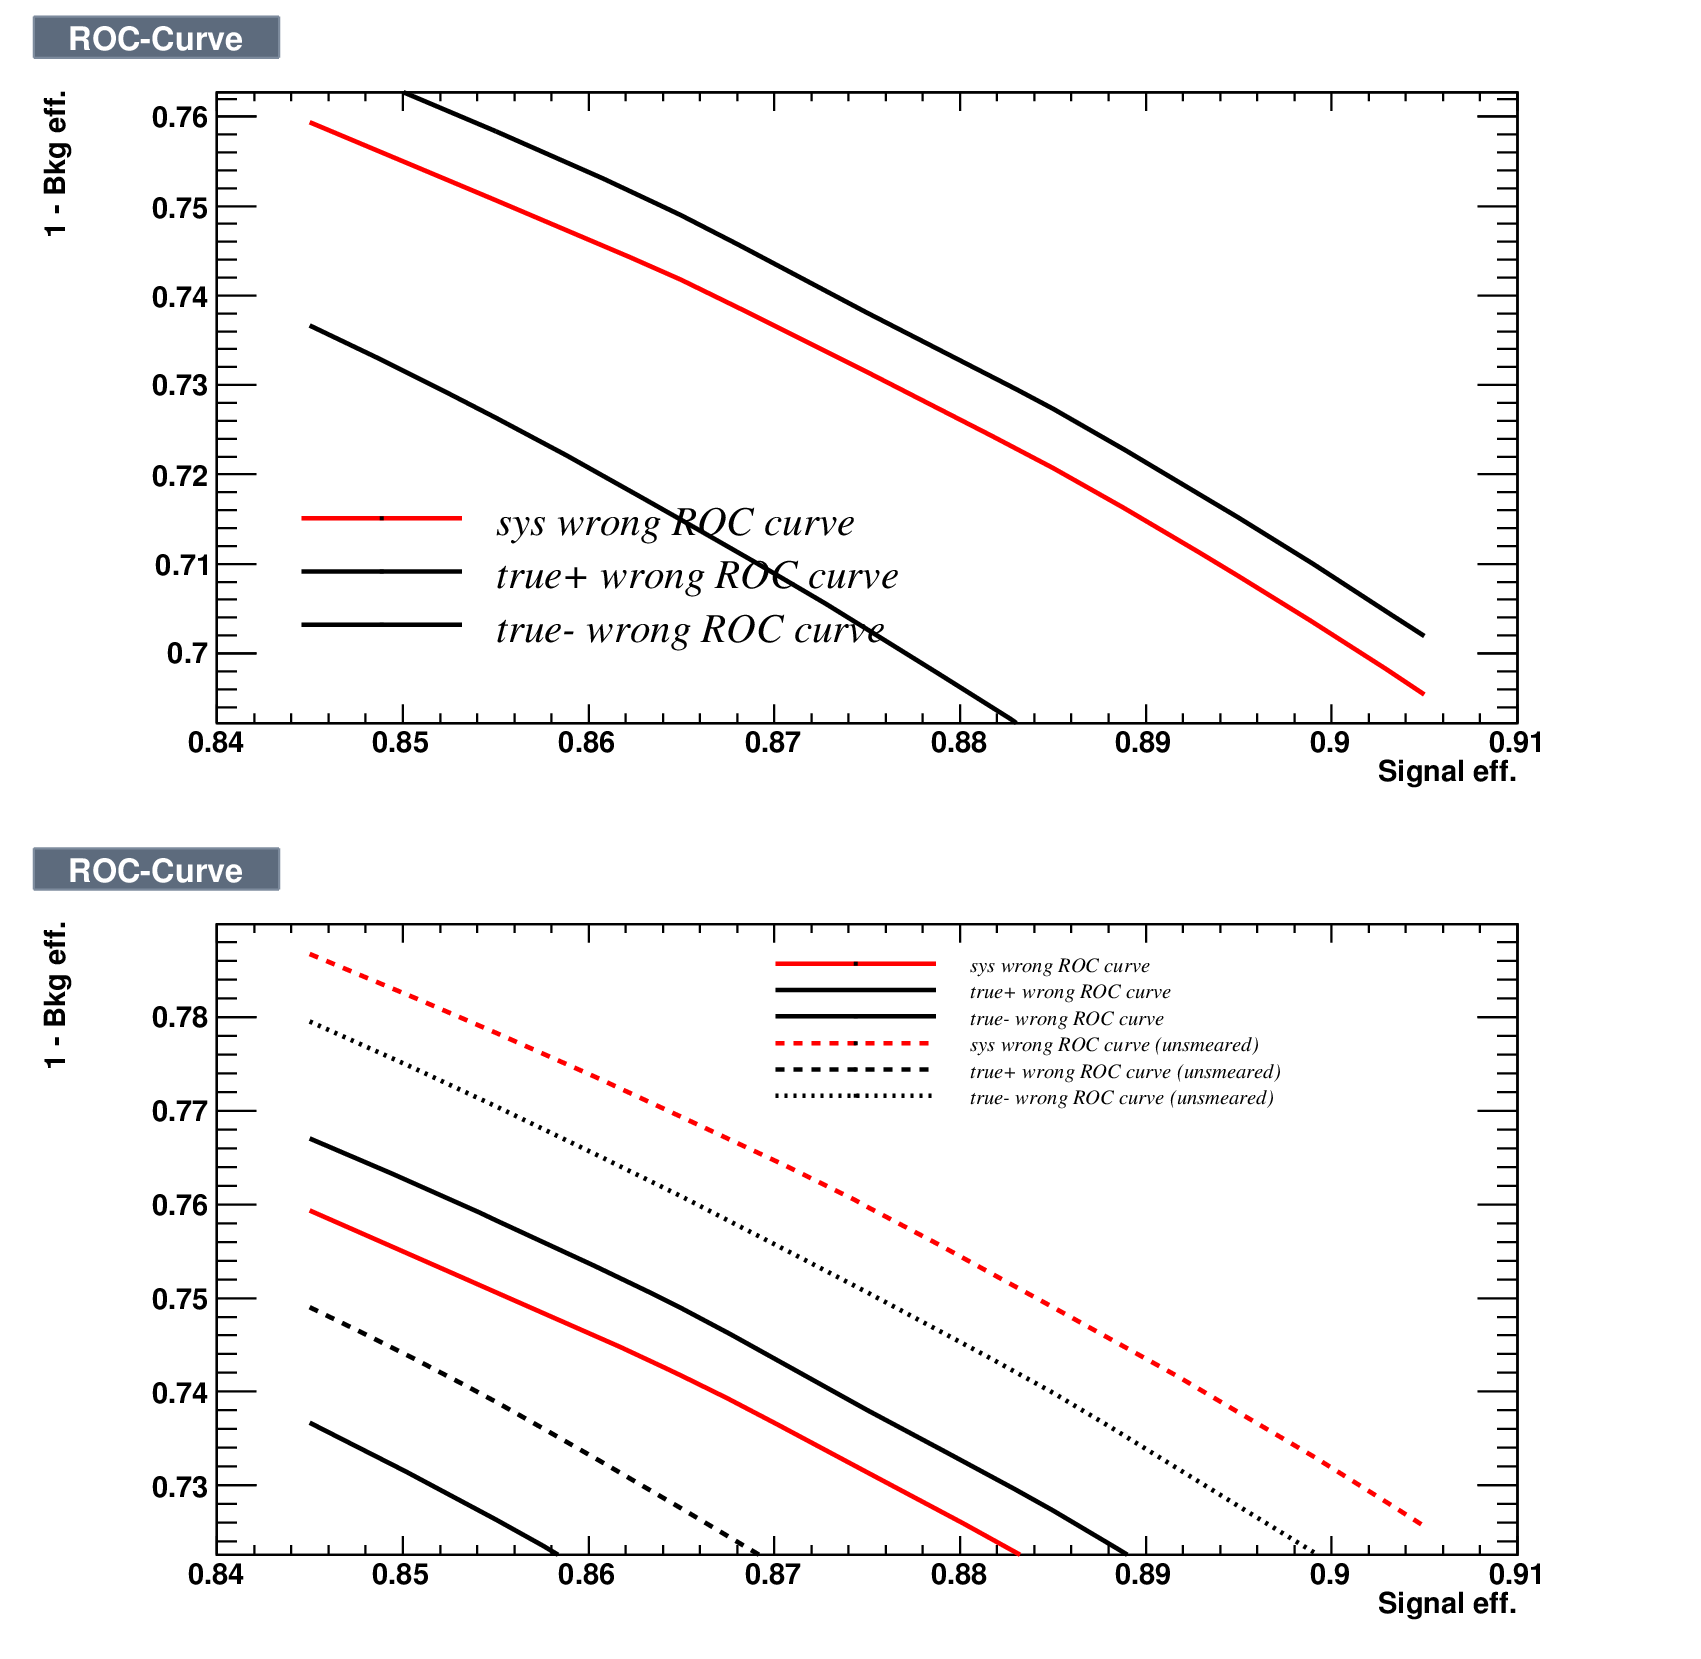 ROC-Curve
1 - Bkg eff.
0.76
0.75
0.74
0.73
0.72
0.71
0.7
sys wrong ROC curve
true+ wrong ROC curve
true- wrong ROC curve
0.84 0.85 0.86 0.87 0.88 0.89 0.9 0.91
Signal eff.
ROC-Curve
1 - Bkg eff.
0.78
0.77
0.76
0.75
0.74
0.73
sys wrong ROC curve
true+ wrong ROC curve
true- wrong ROC curve
sys wrong ROC curve (unsmeared)
true+ wrong ROC curve (unsmeared)
true- wrong ROC curve (unsmeared)
0.84 0.85 0.86 0.87 0.88 0.89 0.9 0.91
Signal eff.